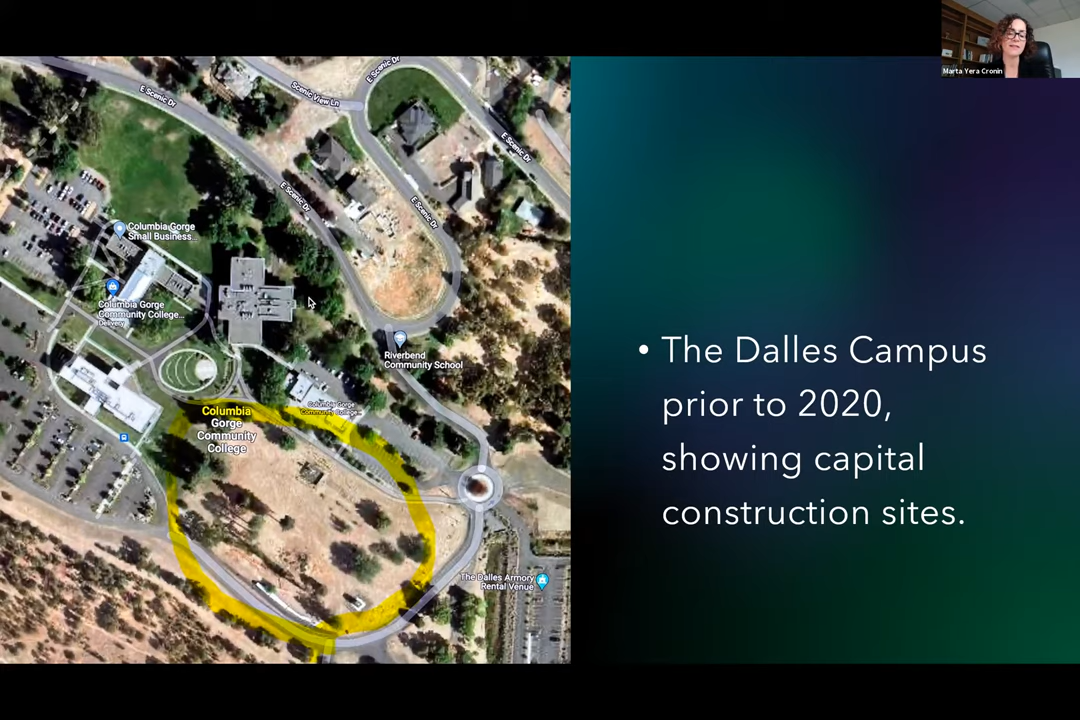 Marta Yera Cronin
E Scenic Dr
Scenic View Ln
E Scenic Dr
E Scenic Dr
E Scenic Dr
E Scenic Dr
Columbia Gorge
Small Business...
Columbia Gorge
Community College...
Delivery
Riverbend
Community School
Columbia Gorge
Community College...
Columbia
Gorge
Community
College
The Dalles Armory
Rental Venue
• The Dalles Campus
prior to 2020,
showing capital
construction sites.